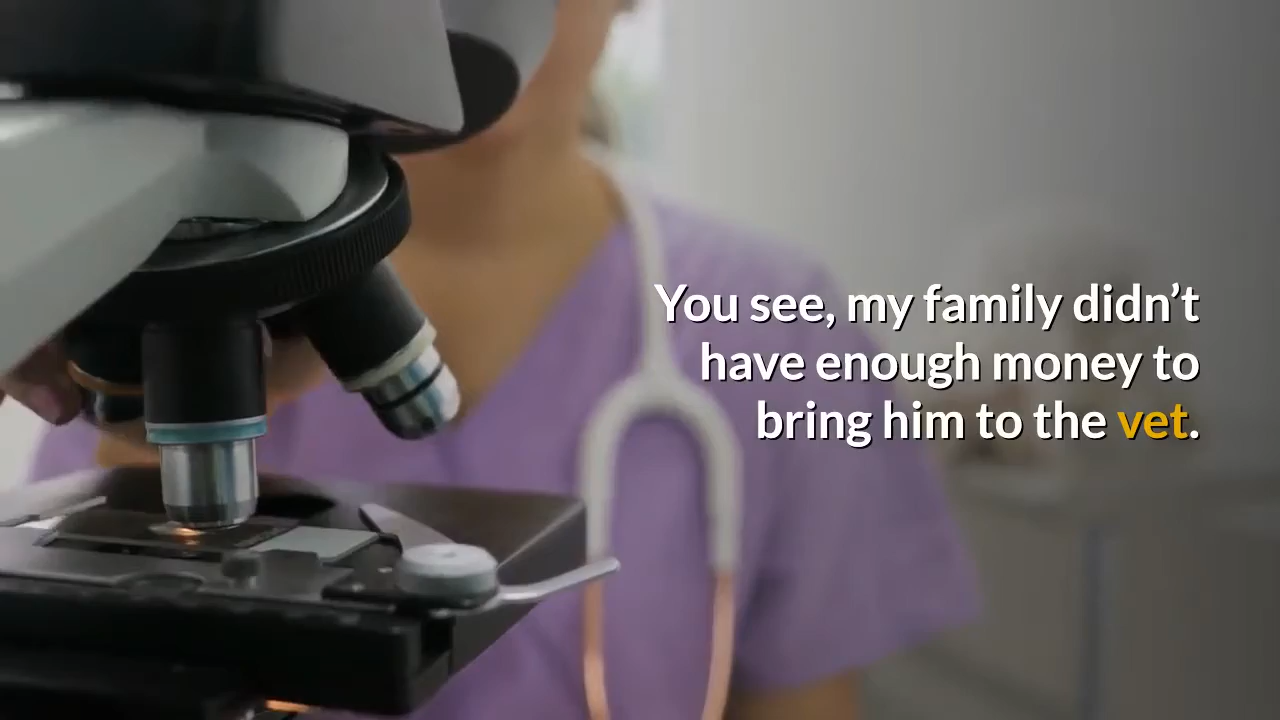 You see, my family didn’t
have enough money to
bring him to the vet.